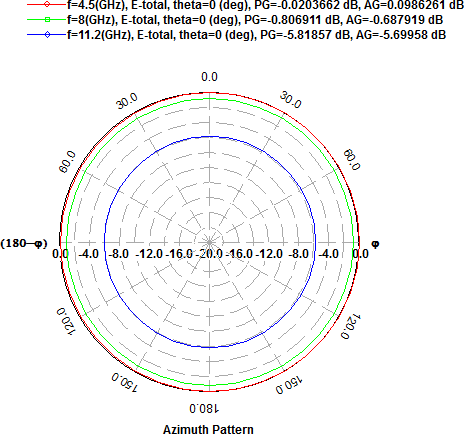 f=4.5(GHz), E-total, theta=0 (deg), PG=-0.0203662 dB, AG=0.0986261 dB
f=8(GHz), E-total, theta=0 (deg), PG=-0.806911 dB, AG=-0.687919 dB
f=11.2(GHz), E-total, theta=0 (deg), PG=-5.81857 dB, AG=-5.69958 dB
0.0
30.0 30.0
60.0 60.0
(180-φ) φ
0.0 -4.0 -8.0 -12.0 -16.0 -20.0 -16.0 -12.0 -8.0 -4.0 0.0
120.0 120.0
150.0 150.0
180.0
Azimuth Pattern